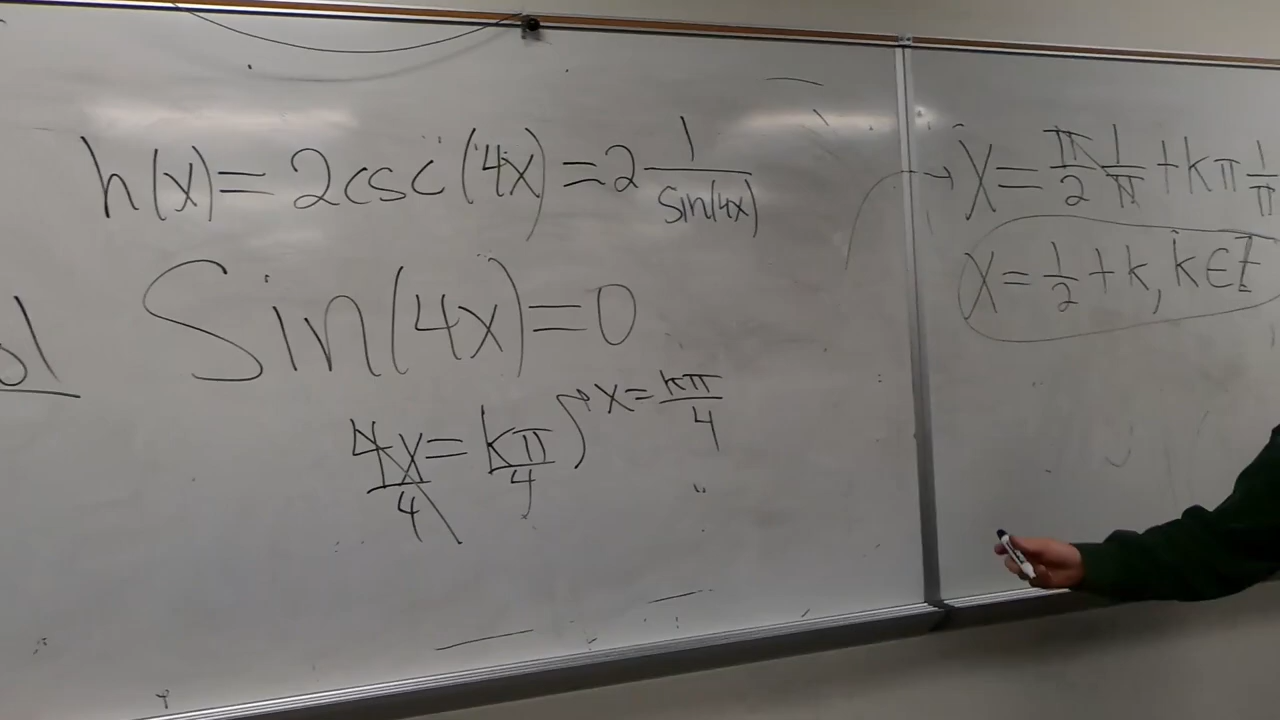 h(x) = 2csc(4x) = 2 1/sin(4x)
ol
Sin(4x) = 0
4x/4 = kπ/4 → x = kπ/4
→ X = π/2 1/π + kπ 1/π
X = 1/2 + k, k ∈ Z